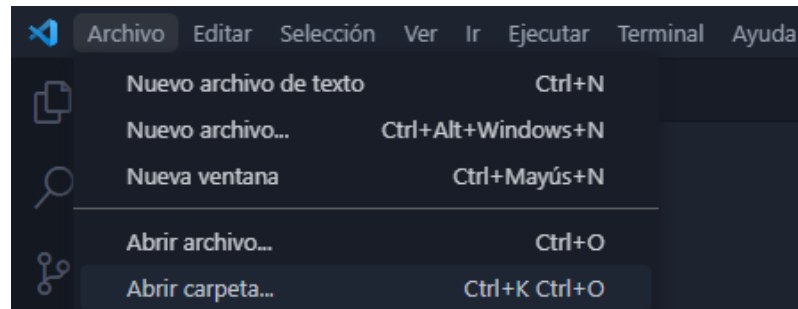 Archivo Editar Selección Ver Ir Ejecutar Terminal Ayuda
Nuevo archivo de texto Ctrl+N
Nuevo archivo... Ctrl+Alt+Windows+N
Nueva ventana Ctrl+Mayús+N
Abrir archivo... Ctrl+O
Abrir carpeta... Ctrl+K Ctrl+O